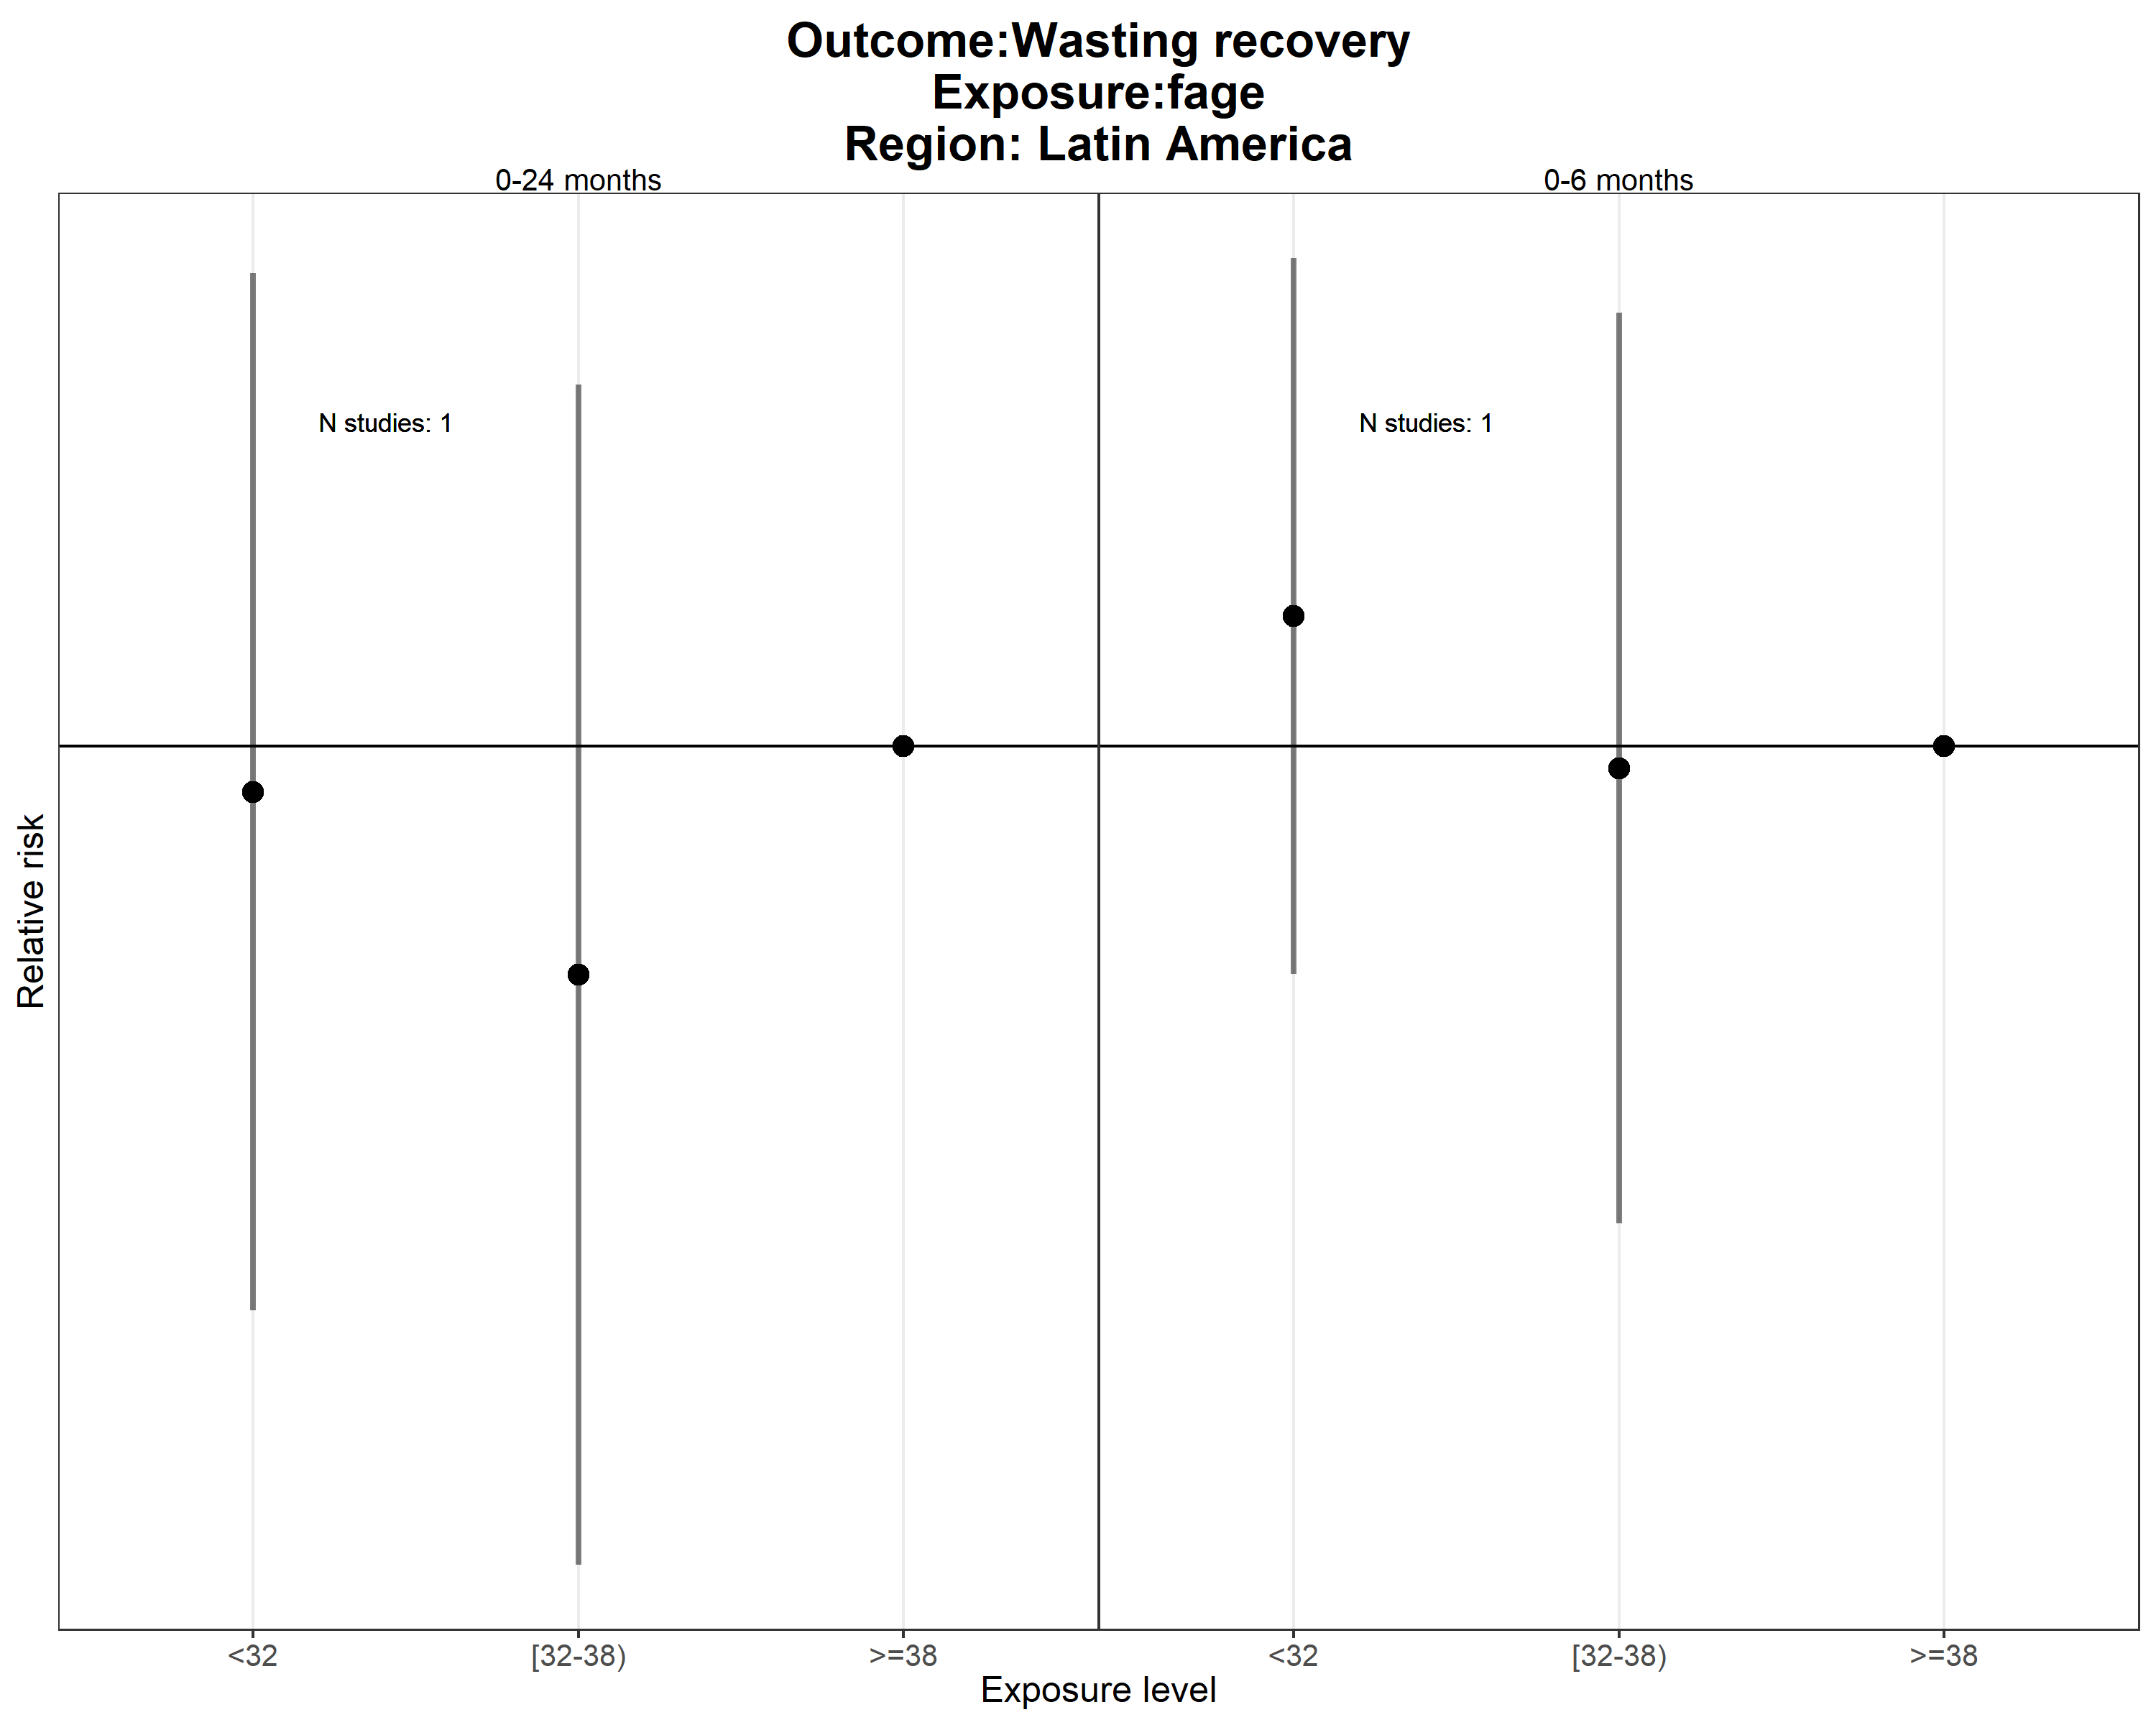 Outcome:Wasting recovery
Exposure:fage
Region: Latin America
0-24 months
0-6 months
N studies: 1
N studies: 1
Relative risk
<32
[32-38)
>=38
<32
[32-38)
>=38
Exposure level